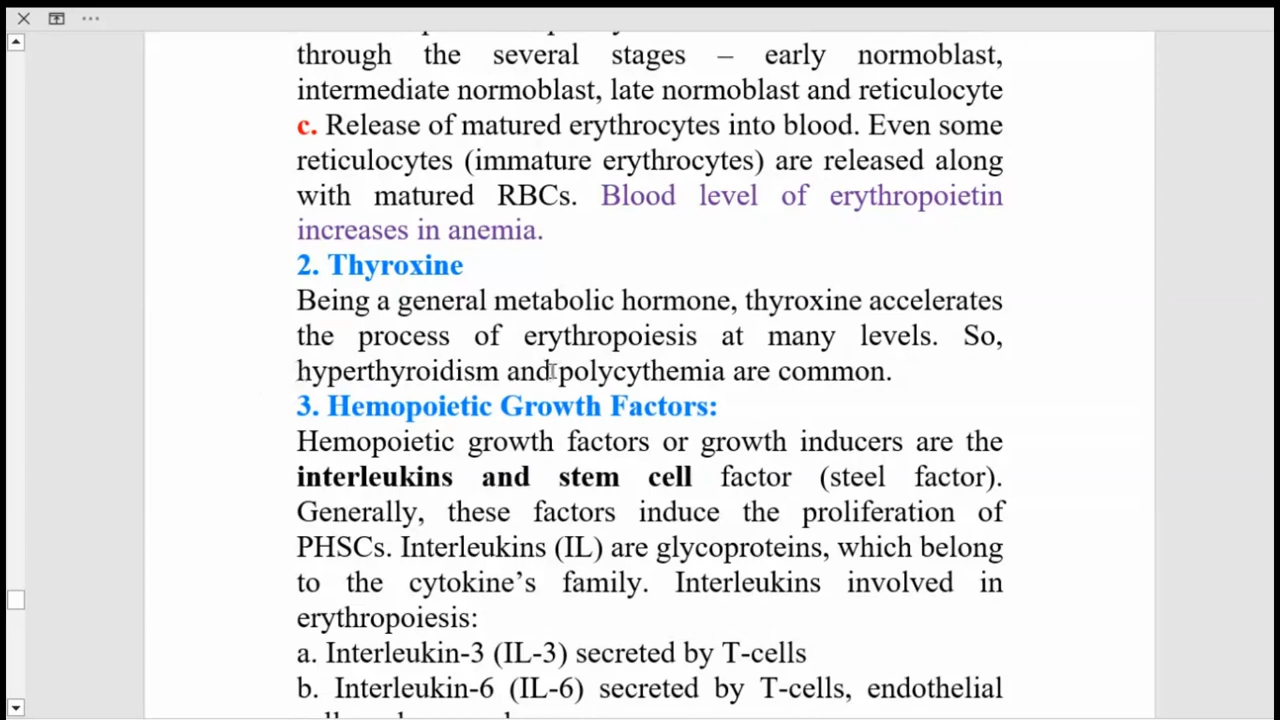 through the several stages – early normoblast,
intermediate normoblast, late normoblast and reticulocyte
c. Release of matured erythrocytes into blood. Even some
reticulocytes (immature erythrocytes) are released along
with matured RBCs. Blood level of erythropoietin
increases in anemia.
2. Thyroxine
Being a general metabolic hormone, thyroxine accelerates
the process of erythropoiesis at many levels. So,
hyperthyroidism and polycythemia are common.
3. Hemopoietic Growth Factors:
Hemopoietic growth factors or growth inducers are the
interleukins and stem cell factor (steel factor).
Generally, these factors induce the proliferation of
PHSCs. Interleukins (IL) are glycoproteins, which belong
to the cytokine’s family. Interleukins involved in
erythropoiesis:
a. Interleukin-3 (IL-3) secreted by T-cells
b. Interleukin-6 (IL-6) secreted by T-cells, endothelial